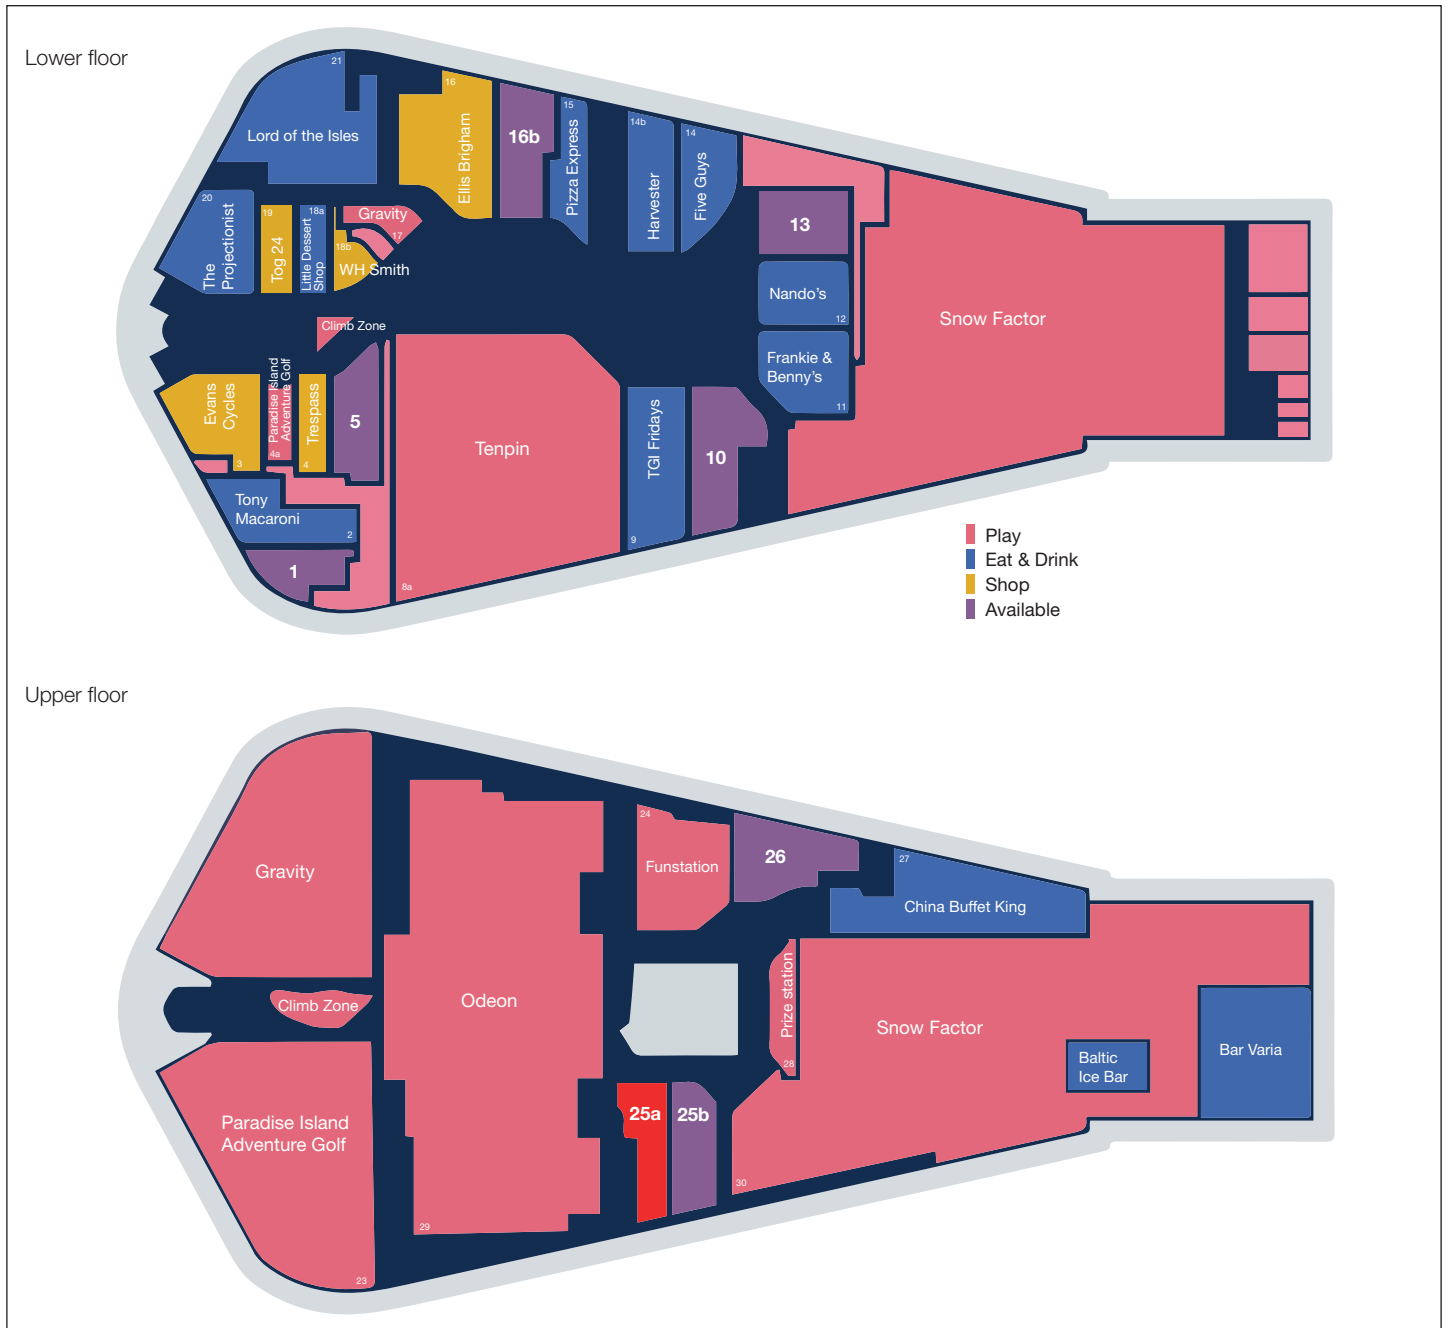 Lower floor
21
Lord of the Isles
16
Ellis Brigham
16b
15
Pizza Express
14b
Harvester
14
Five Guys
20
The
Projectionist
19
Tog 24
18a
Little Dessert
Shop
Gravity
17
18b
WH Smith
13
Nando's
12
Frankie &
Benny's
11
Snow Factor
Climb Zone
Evans
Cycles
3
Paradise Island
Adventure Golf
4a
Trespass
4
5
Tenpin
8a
TGI Fridays
9
10
Tony
Macaroni
2
1
Play
Eat & Drink
Shop
Available
Upper floor
Gravity
Climb Zone
Paradise Island
Adventure Golf
23
Odeon
29
24
Funstation
26
27
China Buffet King
Prize station
28
Snow Factor
30
Baltic
Ice Bar
Bar Varia
25a
25b